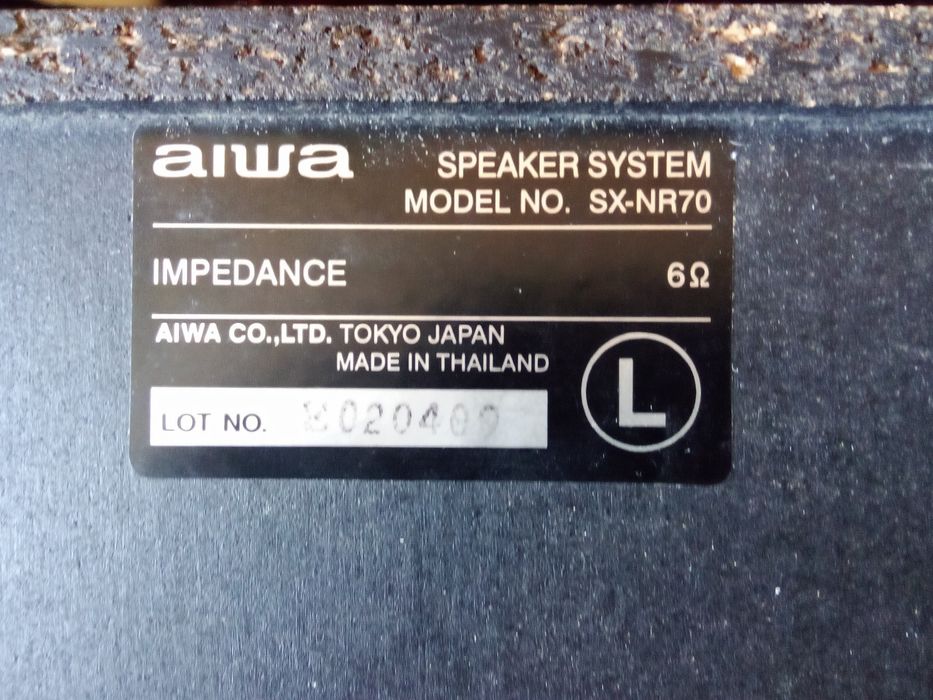 aiwa
SPEAKER SYSTEM
MODEL NO. SX-NR70
IMPEDANCE 6Ω
AIWA CO.,LTD. TOKYO JAPAN
MADE IN THAILAND
LOT NO.
L